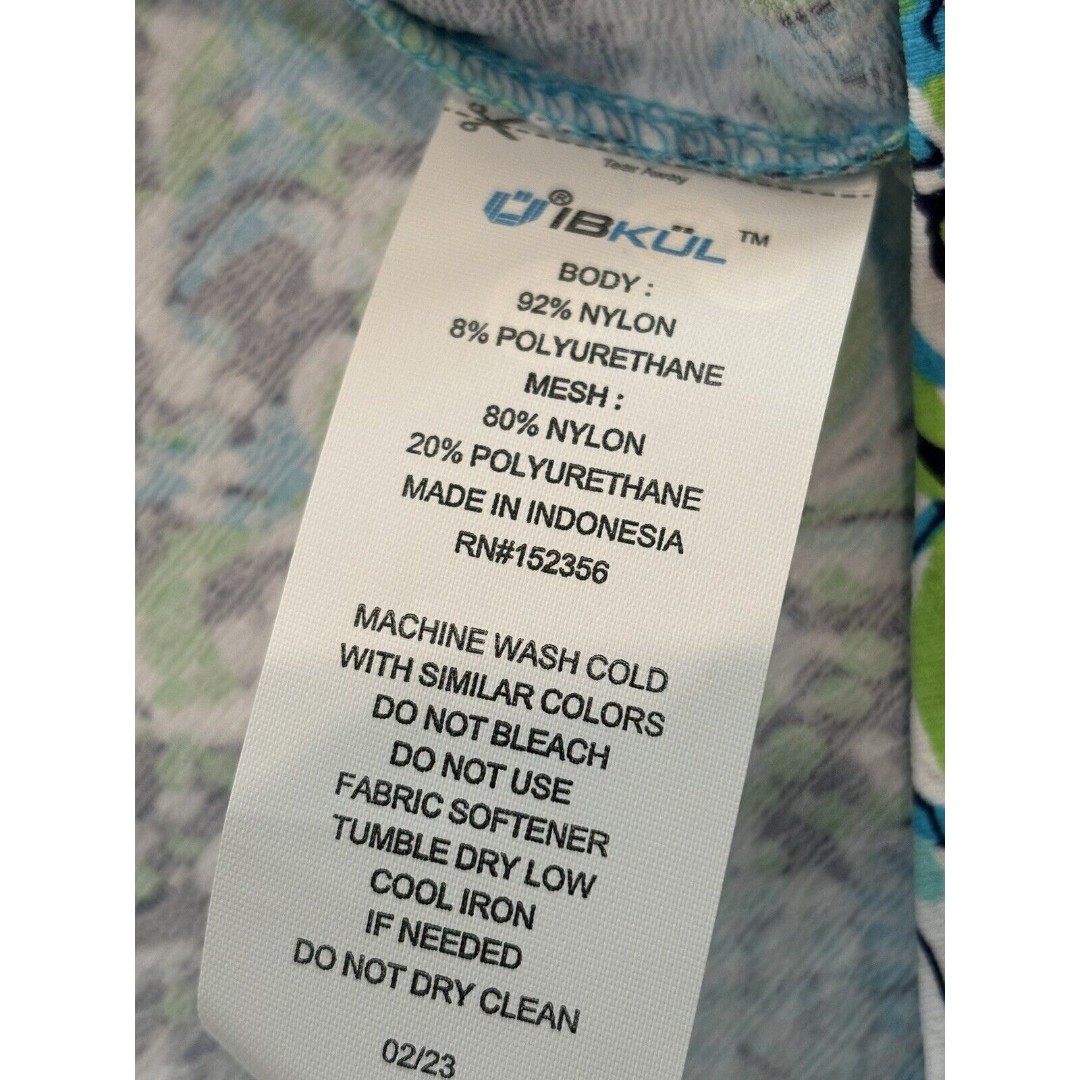 Tear Away
Ü® IBKÜL ™
BODY :
92% NYLON
8% POLYURETHANE
MESH :
80% NYLON
20% POLYURETHANE
MADE IN INDONESIA
RN#152356
MACHINE WASH COLD
WITH SIMILAR COLORS
DO NOT BLEACH
DO NOT USE
FABRIC SOFTENER
TUMBLE DRY LOW
COOL IRON
IF NEEDED
DO NOT DRY CLEAN
02/23